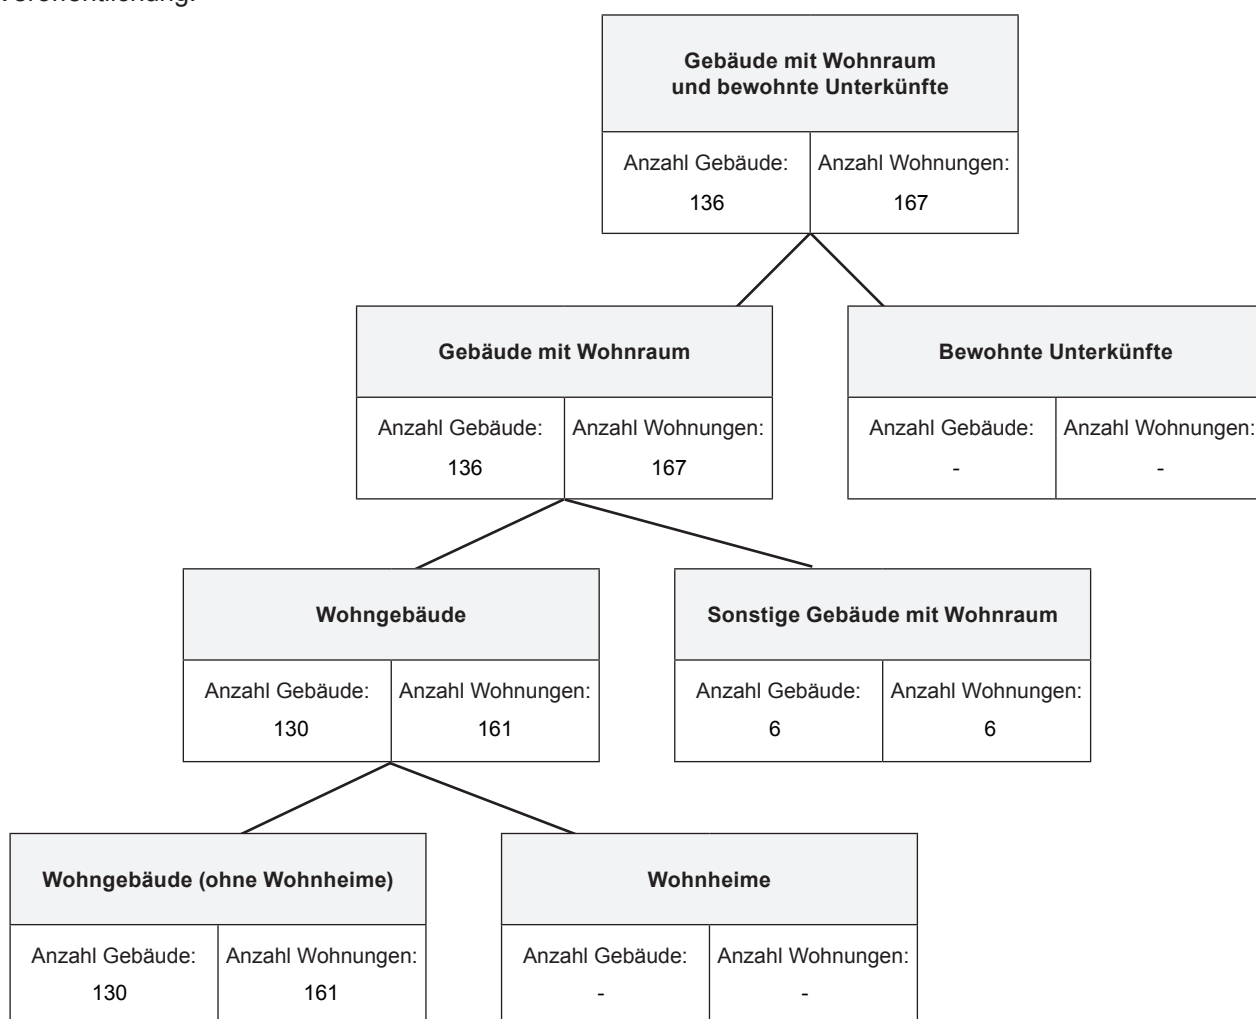 Veröffentlichung.
Gebäude mit Wohnraum
und bewohnte Unterkünfte
Anzahl Gebäude: Anzahl Wohnungen:
136 167
Gebäude mit Wohnraum
Anzahl Gebäude: Anzahl Wohnungen:
136 167
Bewohnte Unterkünfte
Anzahl Gebäude: Anzahl Wohnungen:
- -
Wohngebäude
Anzahl Gebäude: Anzahl Wohnungen:
130 161
Sonstige Gebäude mit Wohnraum
Anzahl Gebäude: Anzahl Wohnungen:
6 6
Wohngebäude (ohne Wohnheime)
Anzahl Gebäude: Anzahl Wohnungen:
130 161
Wohnheime
Anzahl Gebäude: Anzahl Wohnungen:
- -